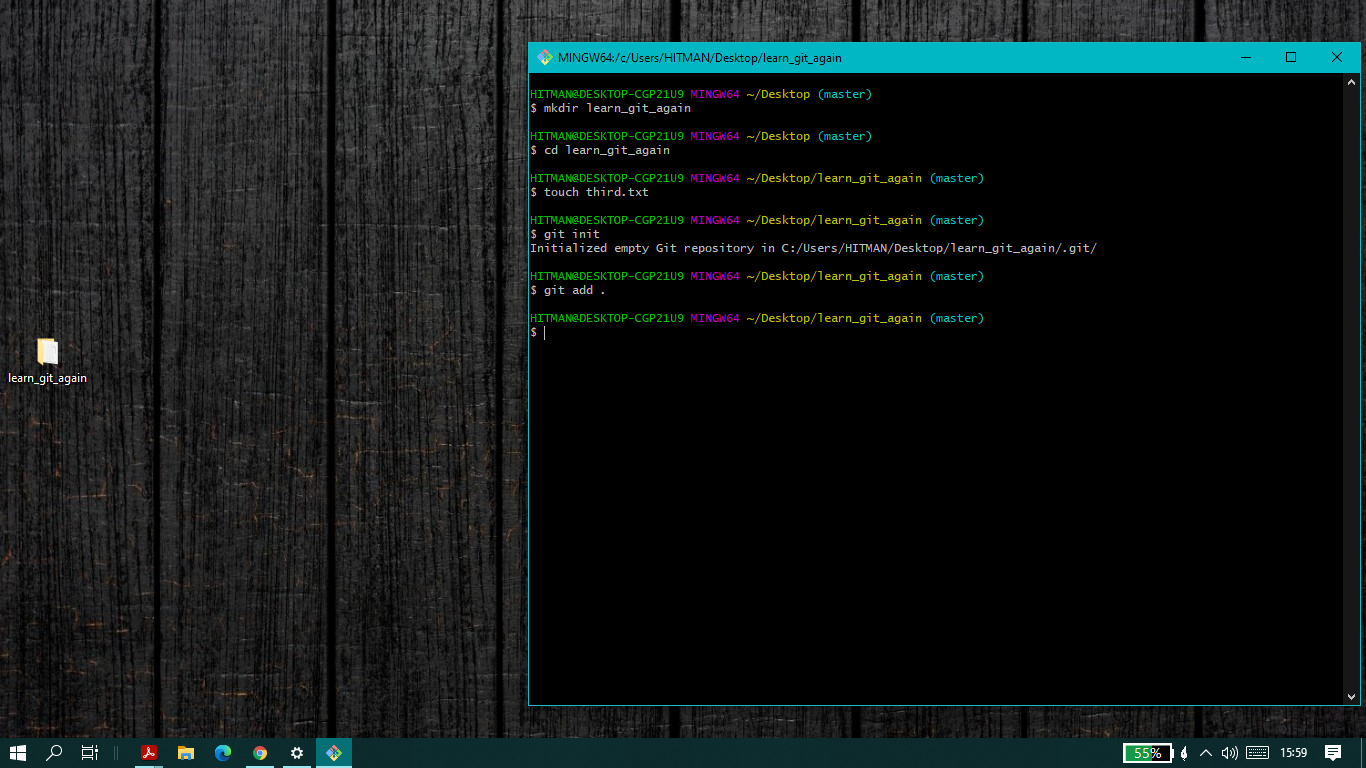 MINGW64:/c/Users/HITMAN/Desktop/learn_git_again
HITMAN@DESKTOP-CGP21U9 MINGW64 ~/Desktop (master)
$ mkdir learn_git_again
HITMAN@DESKTOP-CGP21U9 MINGW64 ~/Desktop (master)
$ cd learn_git_again
HITMAN@DESKTOP-CGP21U9 MINGW64 ~/Desktop/learn_git_again (master)
$ touch third.txt
HITMAN@DESKTOP-CGP21U9 MINGW64 ~/Desktop/learn_git_again (master)
$ git init
Initialized empty Git repository in C:/Users/HITMAN/Desktop/learn_git_again/.git/
HITMAN@DESKTOP-CGP21U9 MINGW64 ~/Desktop/learn_git_again (master)
$ git add .
HITMAN@DESKTOP-CGP21U9 MINGW64 ~/Desktop/learn_git_again (master)
$
learn_git_again
55%
15:59